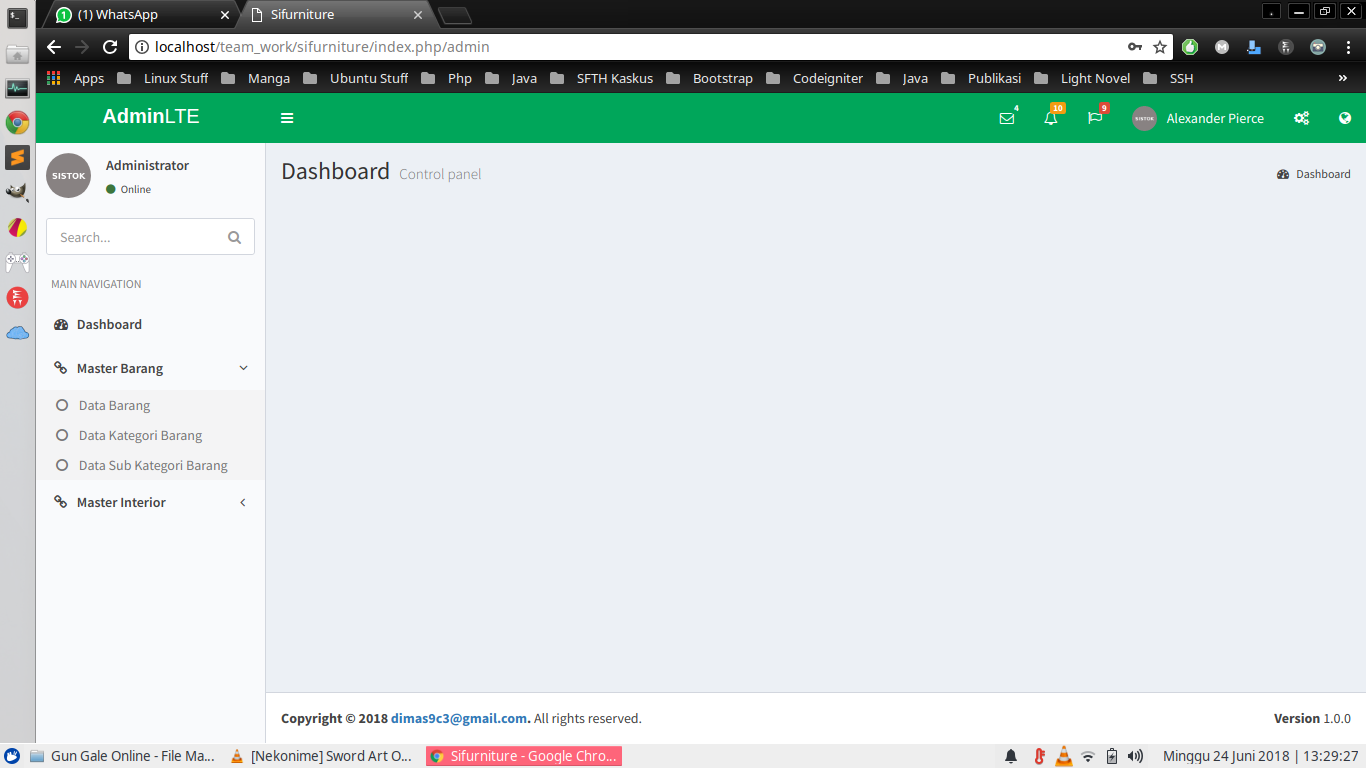 (1) WhatsApp
Sifurniture
localhost/team_work/sifurniture/index.php/admin
Apps Linux Stuff Manga Ubuntu Stuff Php Java SFTH Kaskus Bootstrap Codeigniter Java Publikasi Light Novel SSH »
AdminLTE
4 10 9 SISTOK Alexander Pierce
SISTOK
Administrator
Online
Dashboard Control panel
Dashboard
Search...
MAIN NAVIGATION
Dashboard
Master Barang
Data Barang
Data Kategori Barang
Data Sub Kategori Barang
Master Interior
Copyright © 2018 dimas9c3@gmail.com. All rights reserved.
Version 1.0.0
Gun Gale Online - File Ma... [Nekonime] Sword Art O... Sifurniture - Google Chro... Minggu 24 Juni 2018 | 13:29:27